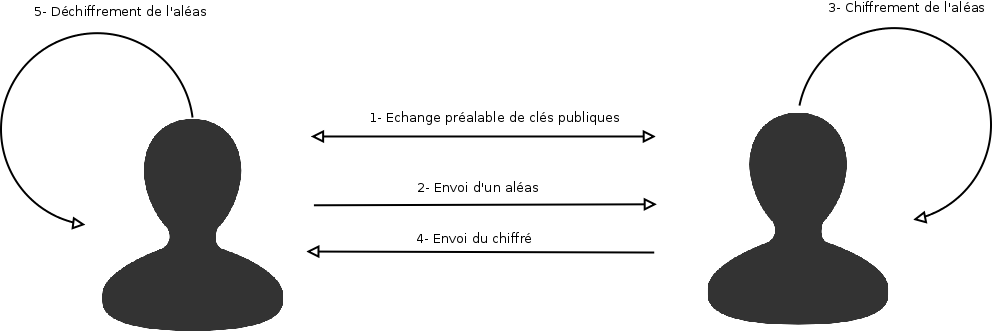 5- Déchiffrement de l'aléas
3- Chiffrement de l'aléas
1- Echange préalable de clés publiques
2- Envoi d'un aléas
4- Envoi du chiffré